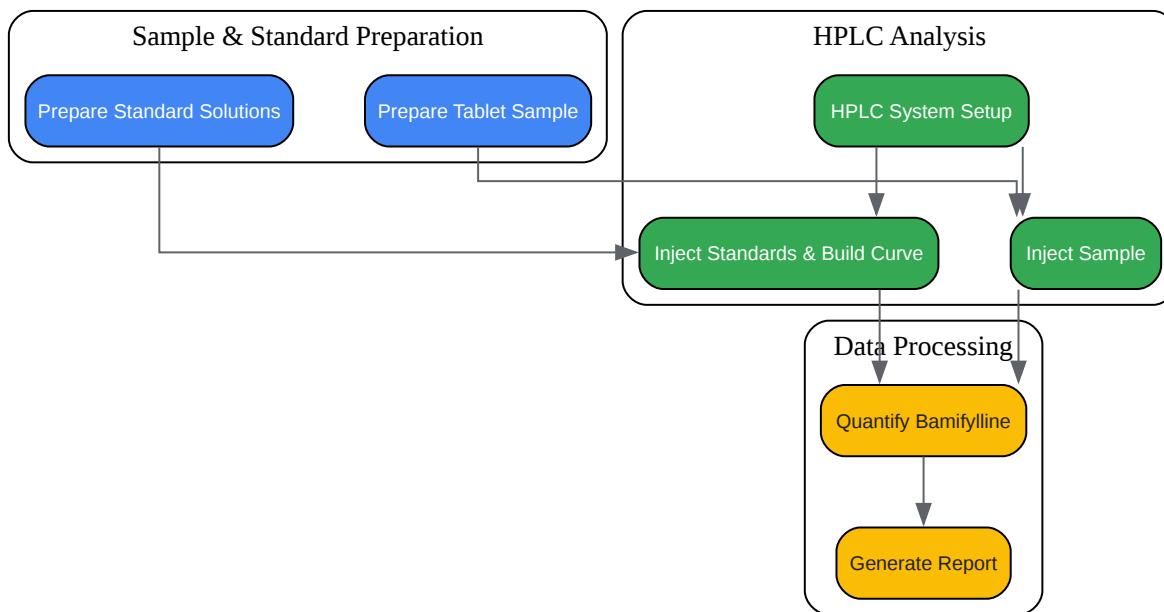 Sample & Standard Preparation
HPLC Analysis
Prepare Standard Solutions
Prepare Tablet Sample
HPLC System Setup
Inject Standards & Build Curve
Inject Sample
Data Processing
Quantify Bamifylline
Generate Report